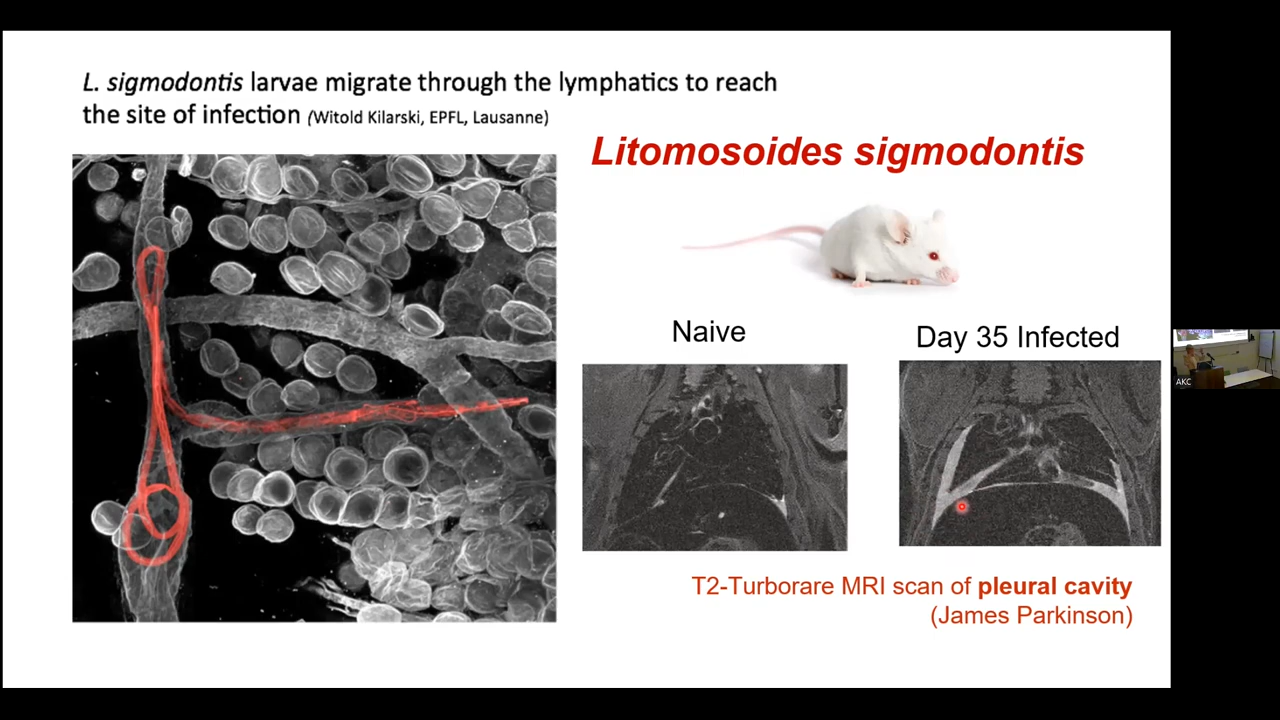 L. sigmodontis larvae migrate through the lymphatics to reach
the site of infection (Witold Kilarski, EPFL, Lausanne)
Litomosoides sigmodontis
Naive
Day 35 Infected
T2-Turborare MRI scan of pleural cavity
(James Parkinson)
AKC